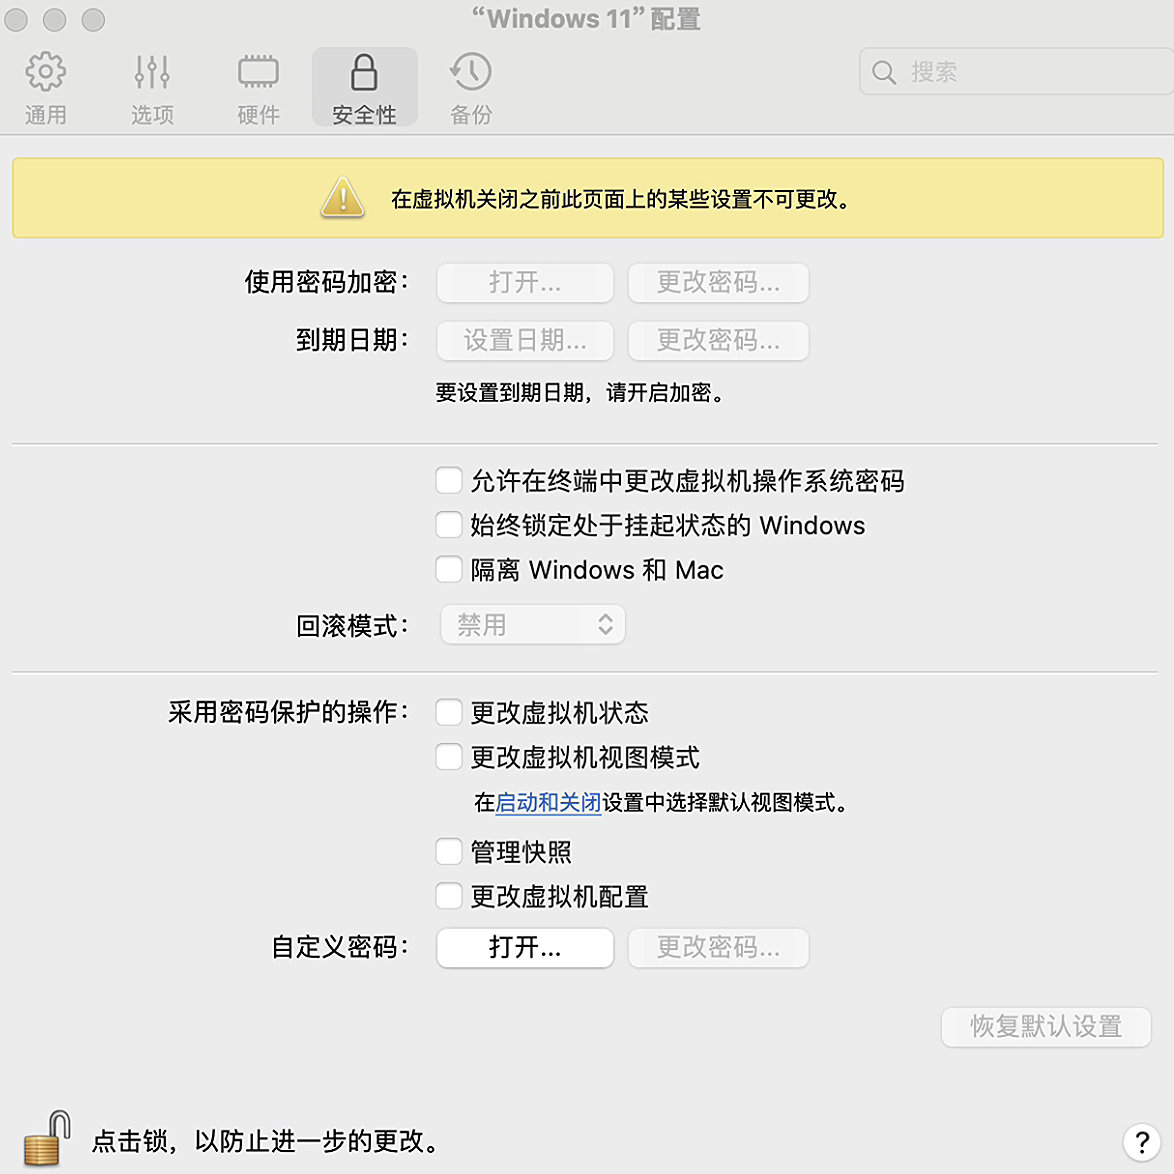 “Windows 11”配置
通用 选项 硬件 安全性 备份 搜索
在虚拟机关闭之前此页面上的某些设置不可更改。
使用密码加密： 打开... 更改密码...
到期日期： 设置日期... 更改密码...
要设置到期日期，请开启加密。
允许在终端中更改虚拟机操作系统密码
始终锁定处于挂起状态的 Windows
隔离 Windows 和 Mac
回滚模式： 禁用
采用密码保护的操作： 更改虚拟机状态
更改虚拟机视图模式
在启动和关闭设置中选择默认视图模式。
管理快照
更改虚拟机配置
自定义密码： 打开... 更改密码...
恢复默认设置
点击锁，以防止进一步的更改。 ?